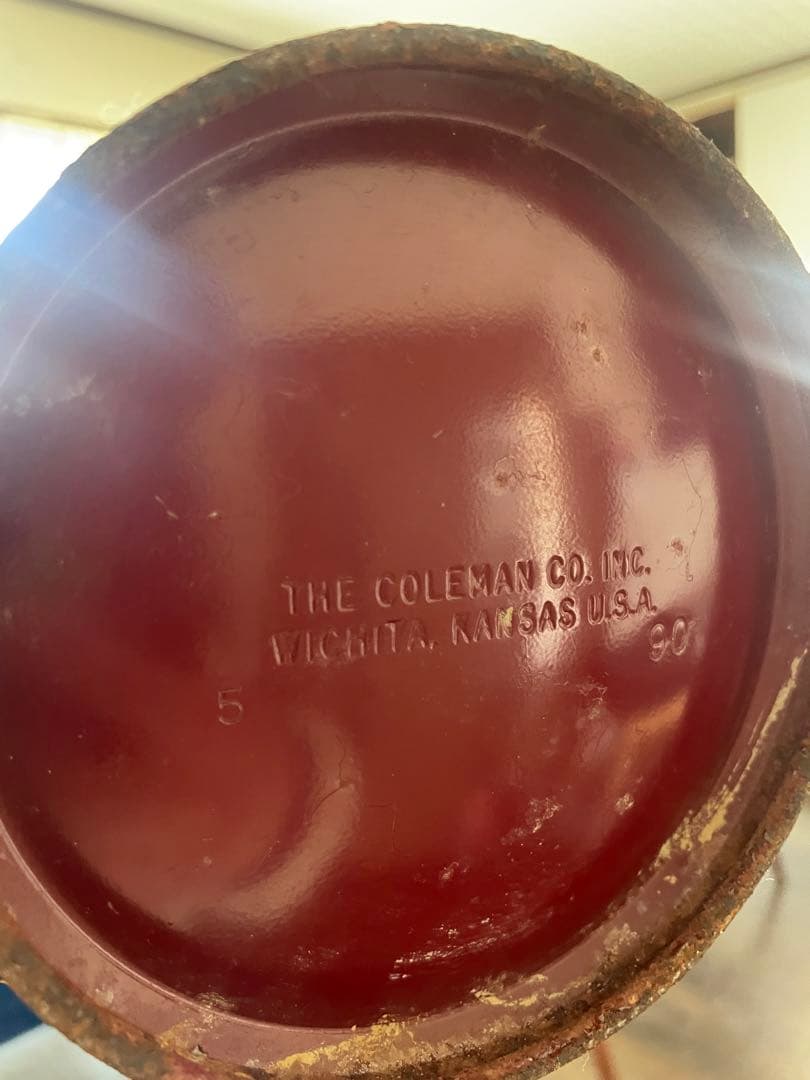 THE COLEMAN CO. INC.
WICHITA, KANSAS U.S.A.
5 90